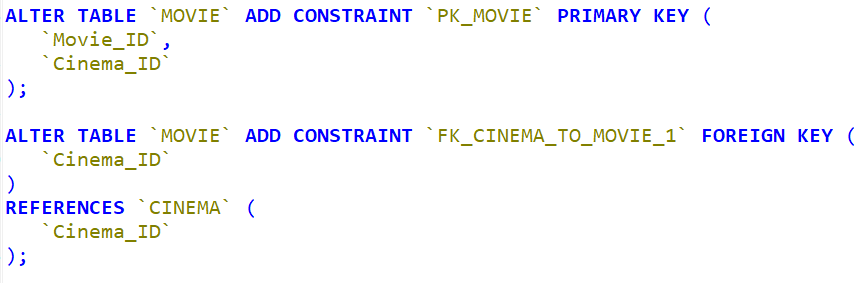 ALTER TABLE `MOVIE` ADD CONSTRAINT `PK_MOVIE` PRIMARY KEY (
   `Movie_ID`,
   `Cinema_ID`
);

ALTER TABLE `MOVIE` ADD CONSTRAINT `FK_CINEMA_TO_MOVIE_1` FOREIGN KEY (
   `Cinema_ID`
)
REFERENCES `CINEMA` (
   `Cinema_ID`
);